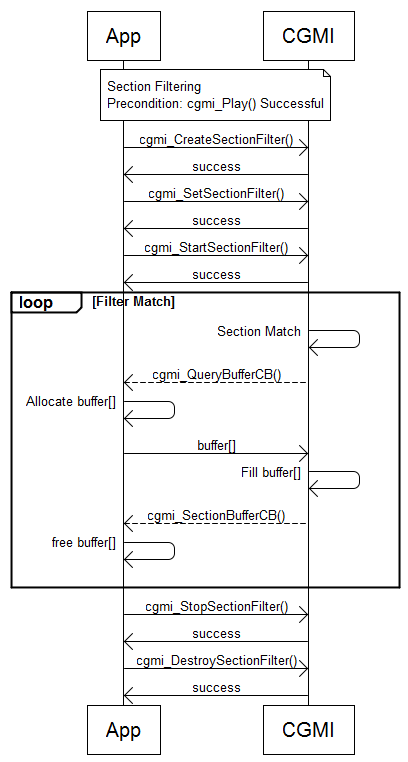 App
CGMI
Section Filtering
Precondition: cgmi_Play() Successful
cgmi_CreateSectionFilter()
success
cgmi_SetSectionFilter()
success
cgmi_StartSectionFilter()
success
loop
[Filter Match]
Section Match
cgmi_QueryBufferCB()
Allocate buffer[]
buffer[]
Fill buffer[]
cgmi_SectionBufferCB()
free buffer[]
cgmi_StopSectionFilter()
success
cgmi_DestroySectionFilter()
success
App
CGMI